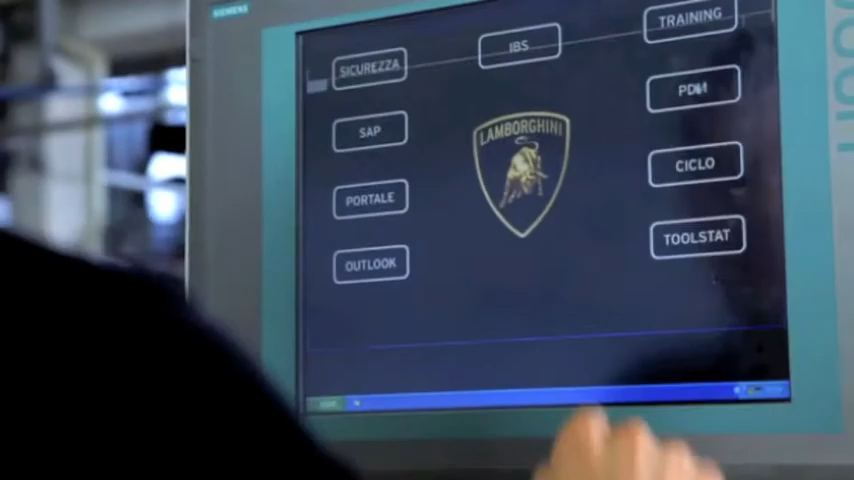 SIEMENS
TRAINING
IBS
SICUREZZA
PDM
SAP
LAMBORGHINI
CICLO
PORTALE
TOOLSTAT
OUTLOOK